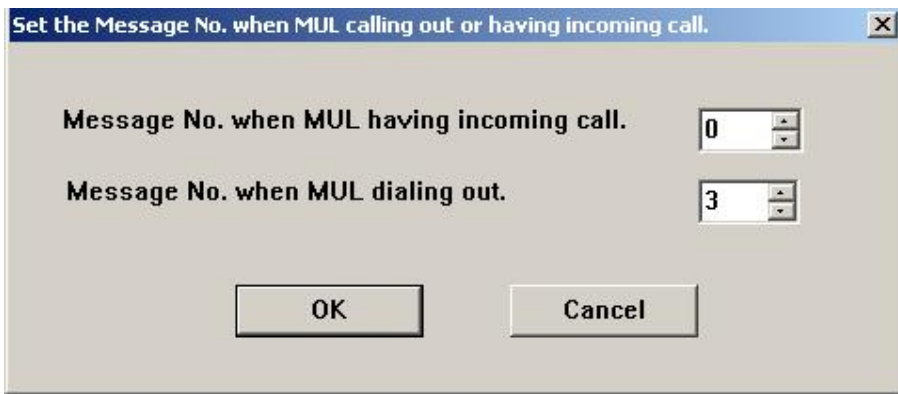 Set the Message No. when MUL calling out or having incoming call.
Message No. when MUL having incoming call.
0
Message No. when MUL dialing out.
3
OK
Cancel